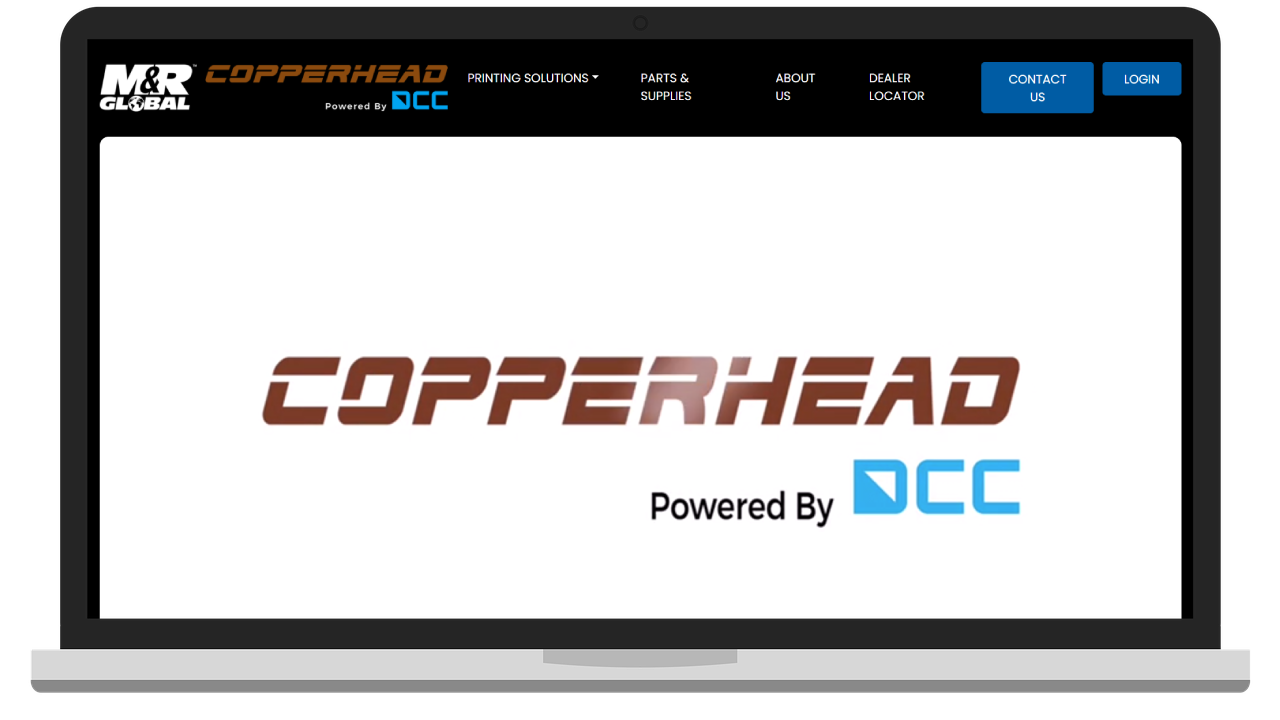 M&R™
GLOBAL
COPPERHEAD
Powered By DCC
PRINTING SOLUTIONS
PARTS &
SUPPLIES
ABOUT
US
DEALER
LOCATOR
CONTACT
US
LOGIN
COPPERHEAD
Powered By DCC